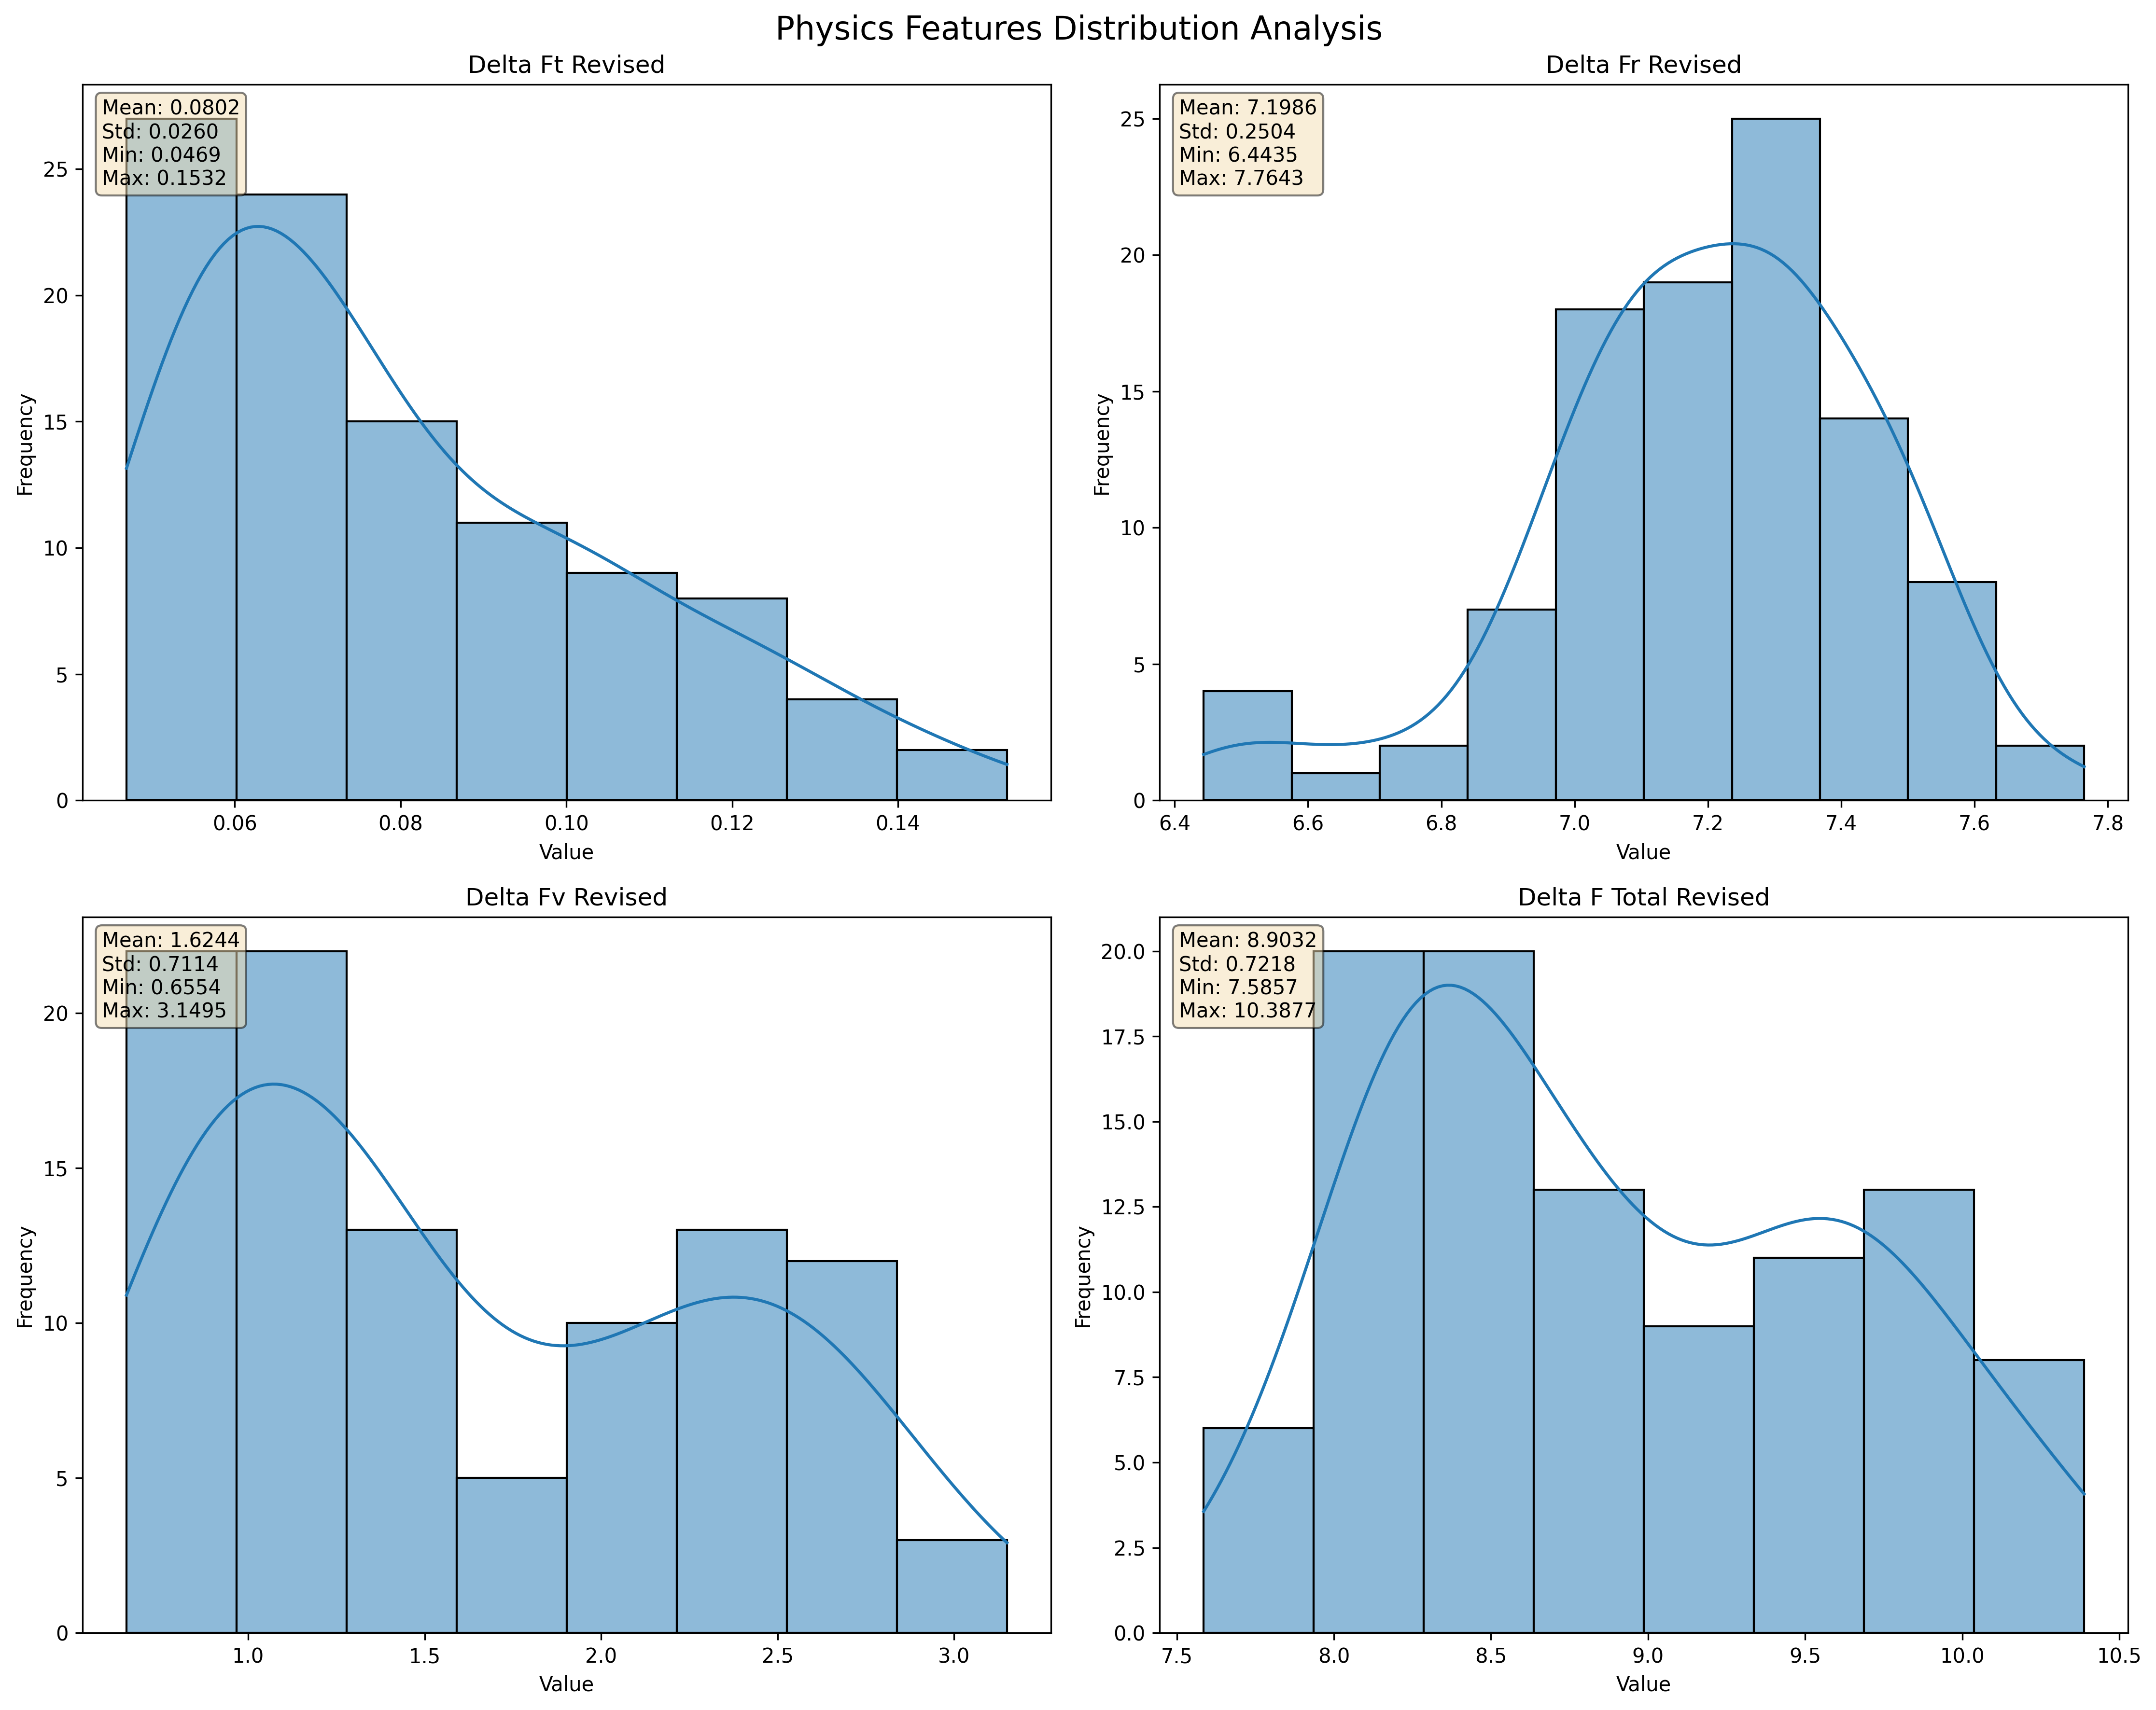 Physics Features Distribution Analysis
Delta Ft Revised
Mean: 0.0802
Std: 0.0260
Min: 0.0469
Max: 0.1532
Frequency
25
20
15
10
5
0
0.06 0.08 0.10 0.12 0.14
Value
Delta Fr Revised
Mean: 7.1986
Std: 0.2504
Min: 6.4435
Max: 7.7643
Frequency
25
20
15
10
5
0
6.4 6.6 6.8 7.0 7.2 7.4 7.6 7.8
Value
Delta Fv Revised
Mean: 1.6244
Std: 0.7114
Min: 0.6554
Max: 3.1495
Frequency
20
15
10
5
0
1.0 1.5 2.0 2.5 3.0
Value
Delta F Total Revised
Mean: 8.9032
Std: 0.7218
Min: 7.5857
Max: 10.3877
Frequency
20.0
17.5
15.0
12.5
10.0
7.5
5.0
2.5
0.0
7.5 8.0 8.5 9.0 9.5 10.0 10.5
Value